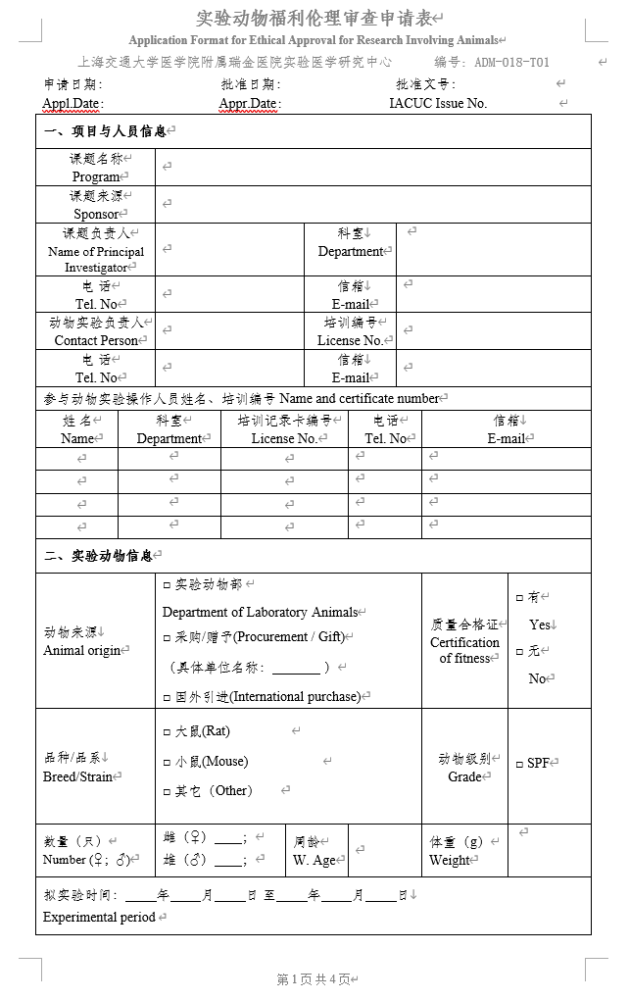 实验动物福利伦理审查申请表
Application Format for Ethical Approval for Research Involving Animals
上海交通大学医学院附属瑞金医院实验医学研究中心 编号: ADM-018-T01
申请日期: 批准日期: 批准文号:
Appl.Date: Appr.Date: IACUC Issue No.
一、项目与人员信息
课题名称
Program
课题来源
Sponsor
课题负责人 科室
Name of Principal Department
Investigator
电 话 信箱
Tel. No E-mail
动物实验负责人 培训编号
Contact Person License No.
电 话 信箱
Tel. No E-mail
参与动物实验操作人员姓名、培训编号 Name and certificate number
姓 名 科室 培训记录卡编号 电话 信箱
Name Department License No. Tel. No E-mail
二、实验动物信息
动物来源
Animal origin
□ 实验动物部
Department of Laboratory Animals
□ 采购/赠予(Procurement / Gift)
（具体单位名称: _______ ）
□ 国外引进(International purchase)
质量合格证
Certification
of fitness
□ 有
Yes
□ 无
No
品种/品系
Breed/Strain
□ 大鼠(Rat)
□ 小鼠(Mouse)
□ 其它（Other）
动物级别
Grade
□ SPF
数量（只）
Number (♀; ♂)
雌（♀）____;
雄（♂）____;
周龄
W. Age
体重（g）
Weight
拟实验时间: ____年____月____日 至____年____月____日
Experimental period
第 1 页 共 4 页